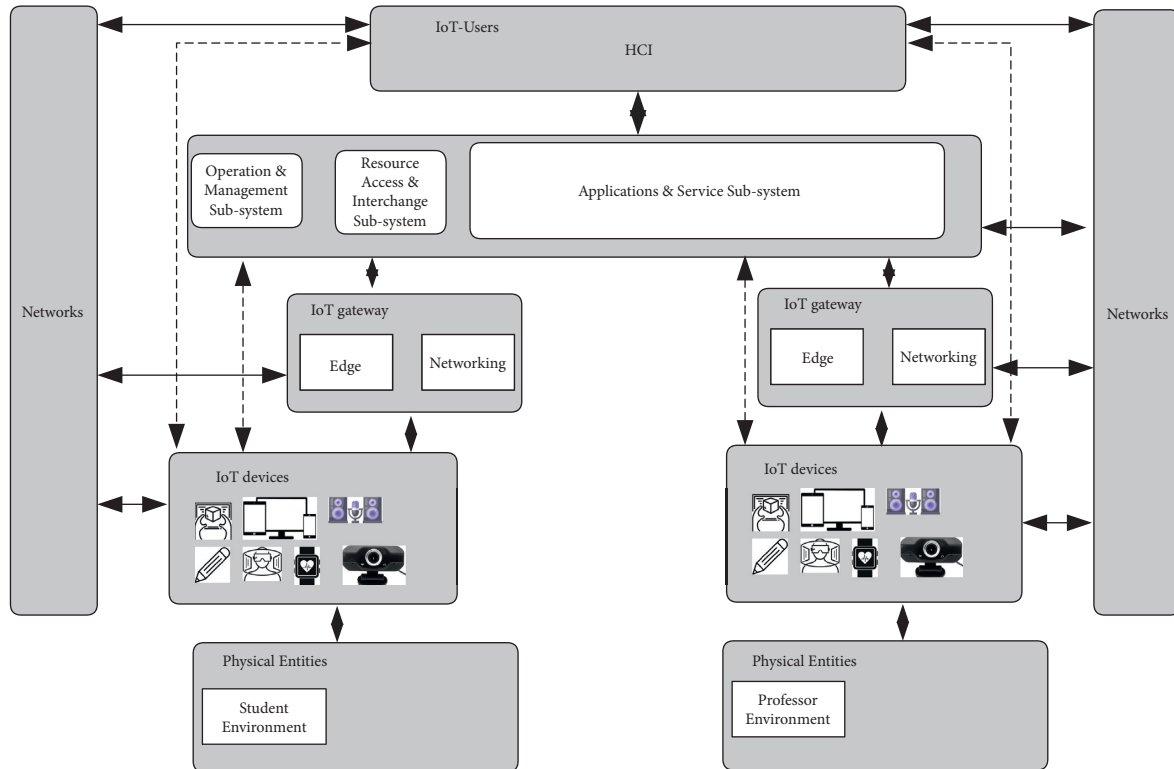 IoT-Users
HCI
Operation &
Management
Sub-system
Resource
Access &
Interchange
Sub-system
Applications & Service Sub-system
Networks
Networks
IoT gateway
Edge
Networking
IoT gateway
Edge
Networking
IoT devices
IoT devices
Physical Entities
Student
Environment
Physical Entities
Professor
Environment